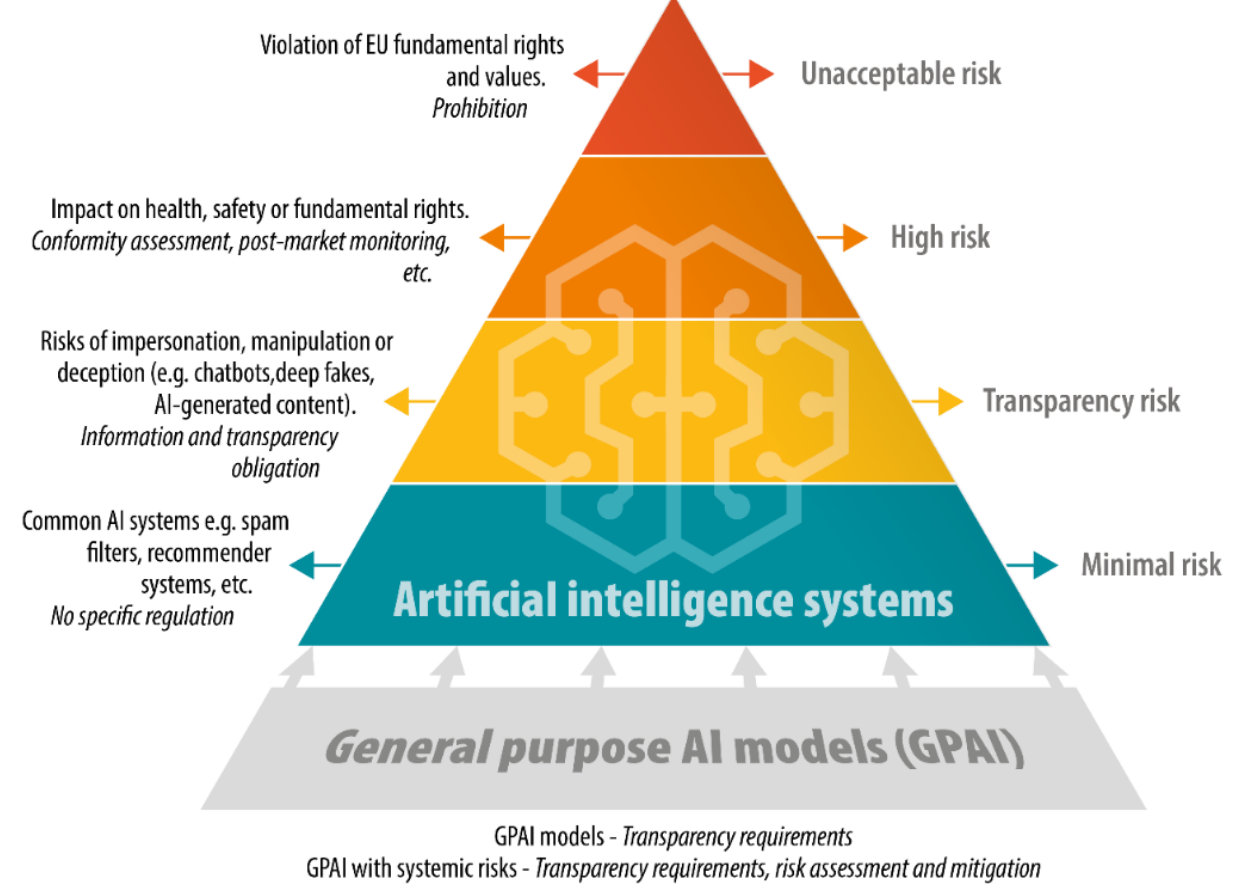 Violation of EU fundamental rights
and values.
Prohibition
Unacceptable risk
Impact on health, safety or fundamental rights.
Conformity assessment, post-market monitoring,
etc.
High risk
Risks of impersonation, manipulation or
deception (e.g. chatbots,deep fakes,
AI-generated content).
Information and transparency
obligation
Transparency risk
Common AI systems e.g. spam
filters, recommender
systems, etc.
No specific regulation
Minimal risk
Artificial intelligence systems
General purpose AI models (GPAI)
GPAI models - Transparency requirements
GPAI with systemic risks - Transparency requirements, risk assessment and mitigation